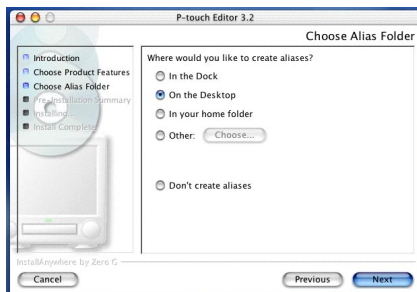 P-touch Editor 3.2
Choose Alias Folder
Introduction
Choose Product Features
Choose Alias Folder
Pre-Installation Summary
Installing...
Install Complete
Where would you like to create aliases?
In the Dock
On the Desktop
In your home folder
Other: Choose...
Don't create aliases
InstallAnywhere by Zero G
Cancel Previous Next